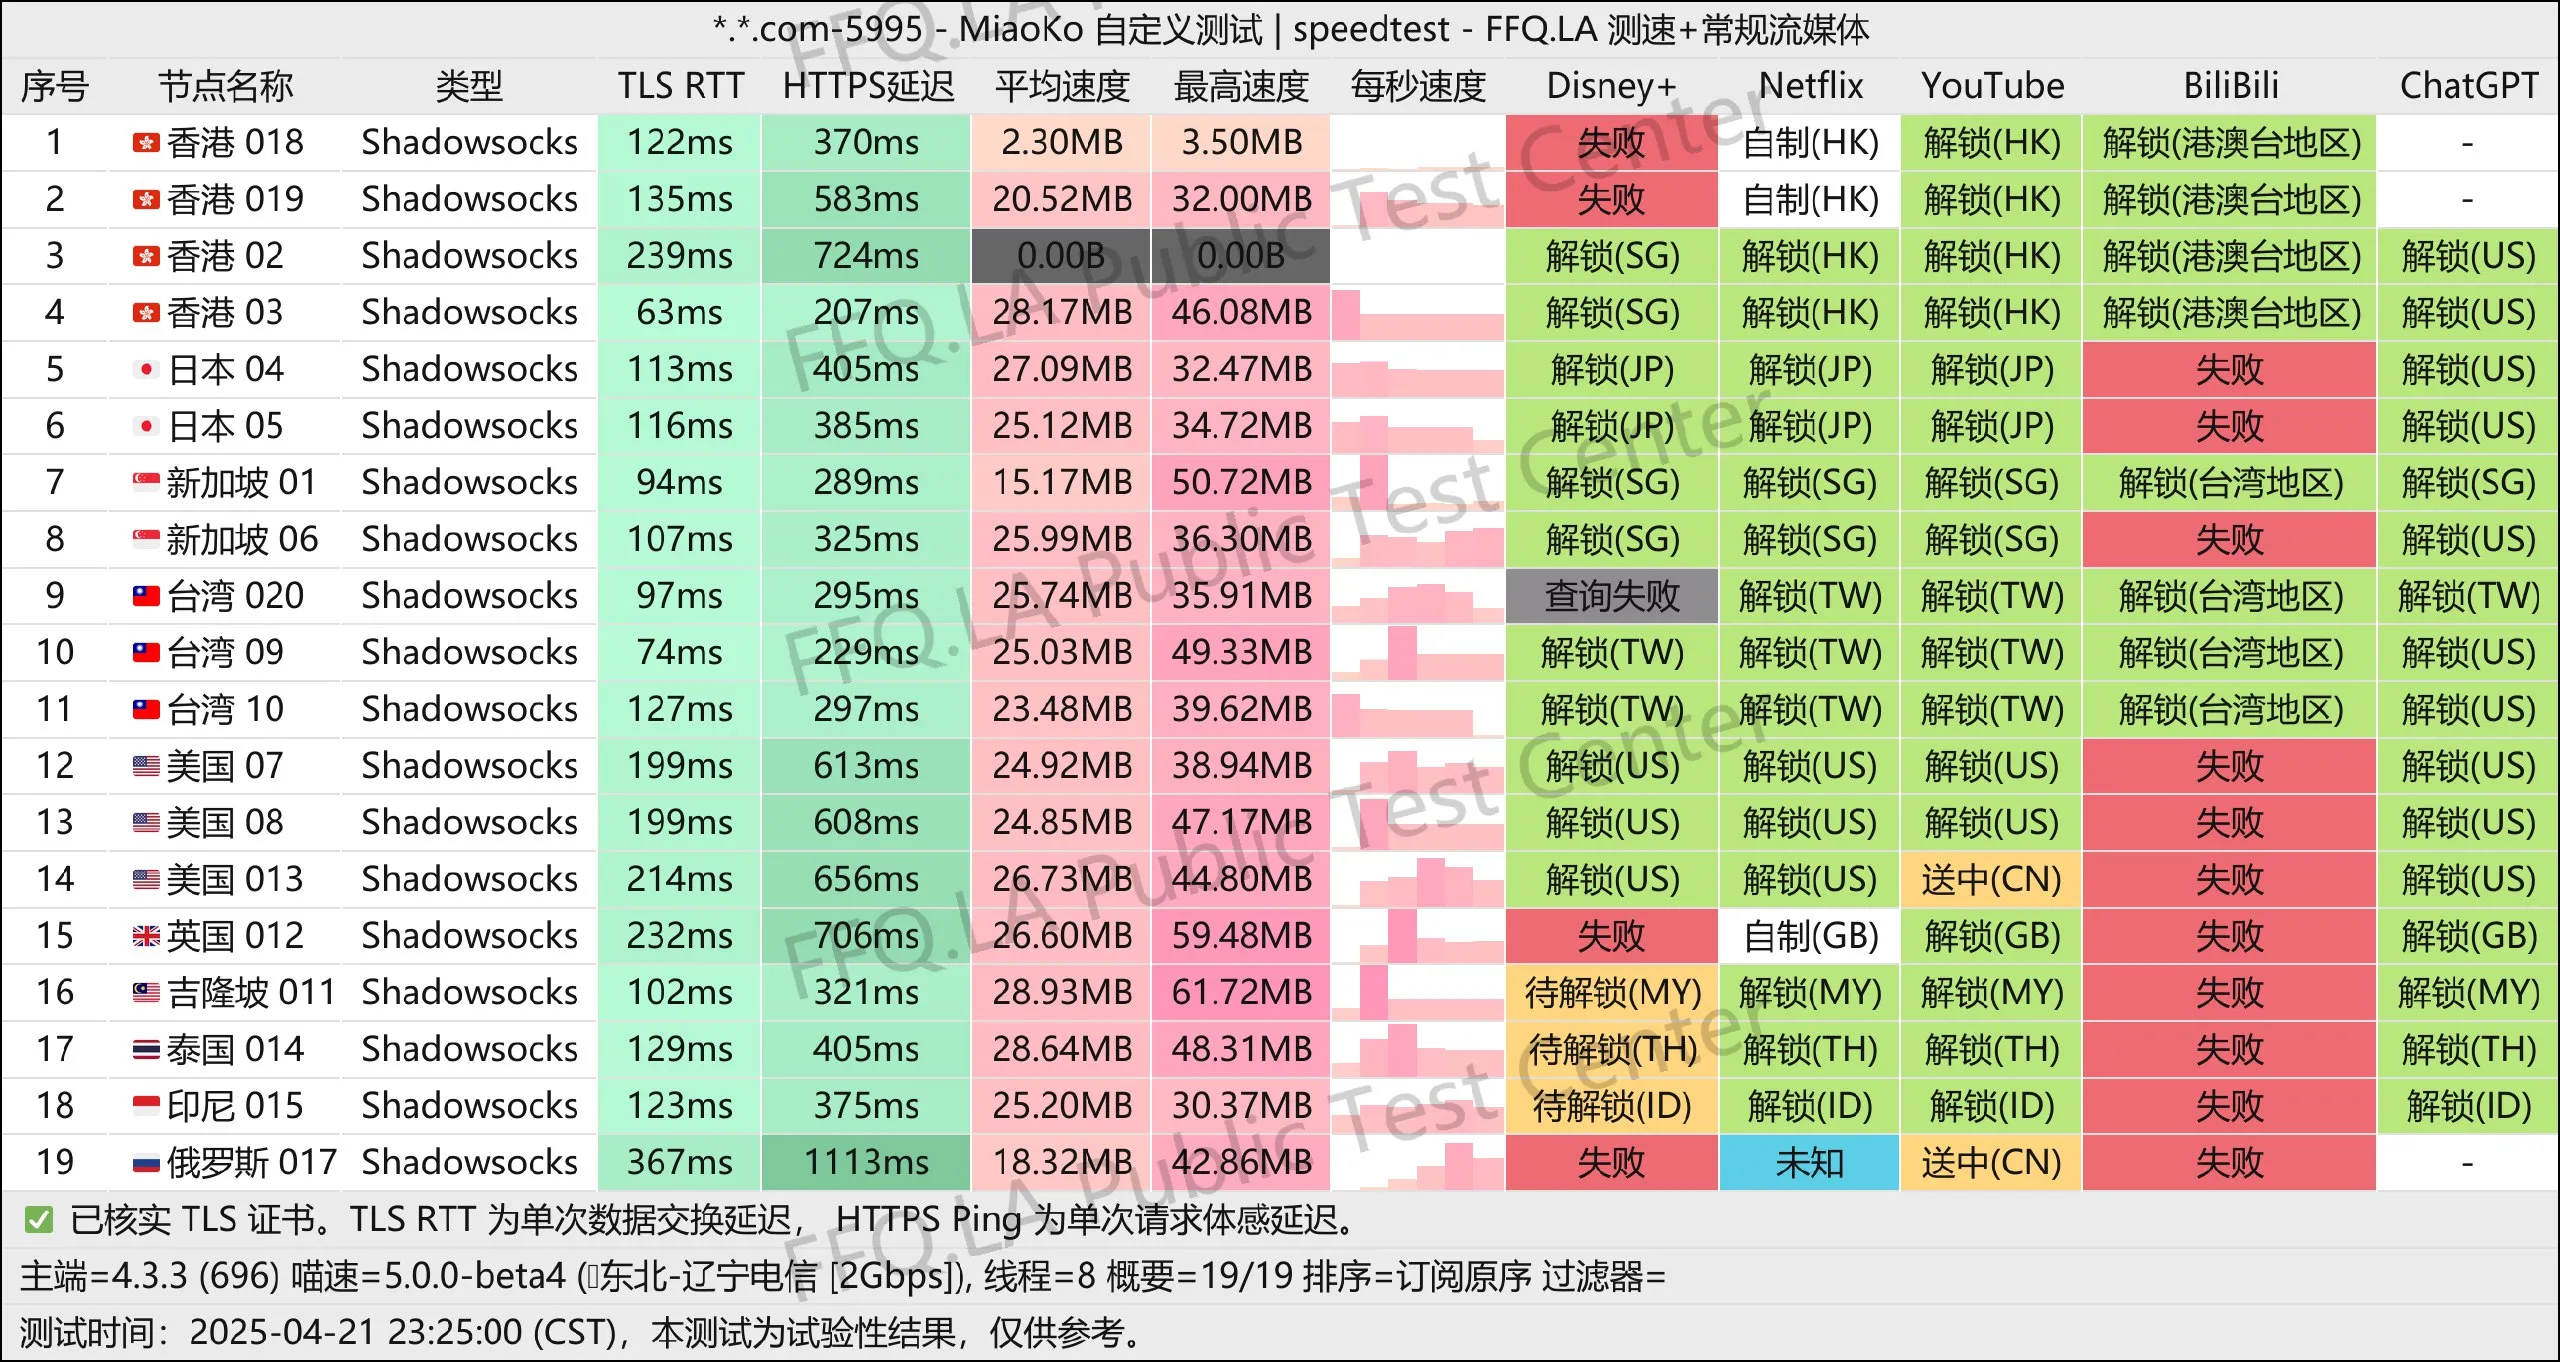 *.*.com-5995 - MiaoKo 自定义测试 | speedtest - FFQ.LA 测速+常规流媒体
序号 节点名称 类型 TLS RTT HTTPS延迟 平均速度 最高速度 每秒速度 Disney+ Netflix YouTube BiliBili ChatGPT
1 香港 018 Shadowsocks 122ms 370ms 2.30MB 3.50MB 失败 自制(HK) 解锁(HK) 解锁(港澳台地区) -
2 香港 019 Shadowsocks 135ms 583ms 20.52MB 32.00MB 失败 自制(HK) 解锁(HK) 解锁(港澳台地区) -
3 香港 02 Shadowsocks 239ms 724ms 0.00B 0.00B 解锁(SG) 解锁(HK) 解锁(HK) 解锁(港澳台地区) 解锁(US)
4 香港 03 Shadowsocks 63ms 207ms 28.17MB 46.08MB 解锁(SG) 解锁(HK) 解锁(HK) 解锁(港澳台地区) 解锁(US)
5 日本 04 Shadowsocks 113ms 405ms 27.09MB 32.47MB 解锁(JP) 解锁(JP) 解锁(JP) 失败 解锁(US)
6 日本 05 Shadowsocks 116ms 385ms 25.12MB 34.72MB 解锁(JP) 解锁(JP) 解锁(JP) 失败 解锁(US)
7 新加坡 01 Shadowsocks 94ms 289ms 15.17MB 50.72MB 解锁(SG) 解锁(SG) 解锁(SG) 解锁(台湾地区) 解锁(SG)
8 新加坡 06 Shadowsocks 107ms 325ms 25.99MB 36.30MB 解锁(SG) 解锁(SG) 解锁(SG) 失败 解锁(US)
9 台湾 020 Shadowsocks 97ms 295ms 25.74MB 35.91MB 查询失败 解锁(TW) 解锁(TW) 解锁(台湾地区) 解锁(TW)
10 台湾 09 Shadowsocks 74ms 229ms 25.03MB 49.33MB 解锁(TW) 解锁(TW) 解锁(TW) 解锁(台湾地区) 解锁(US)
11 台湾 10 Shadowsocks 127ms 297ms 23.48MB 39.62MB 解锁(TW) 解锁(TW) 解锁(TW) 解锁(台湾地区) 解锁(US)
12 美国 07 Shadowsocks 199ms 613ms 24.92MB 38.94MB 解锁(US) 解锁(US) 解锁(US) 失败 解锁(US)
13 美国 08 Shadowsocks 199ms 608ms 24.85MB 47.17MB 解锁(US) 解锁(US) 解锁(US) 失败 解锁(US)
14 美国 013 Shadowsocks 214ms 656ms 26.73MB 44.80MB 解锁(US) 解锁(US) 送中(CN) 失败 解锁(US)
15 英国 012 Shadowsocks 232ms 706ms 26.60MB 59.48MB 失败 自制(GB) 解锁(GB) 失败 解锁(GB)
16 吉隆坡 011 Shadowsocks 102ms 321ms 28.93MB 61.72MB 待解锁(MY) 解锁(MY) 解锁(MY) 失败 解锁(MY)
17 泰国 014 Shadowsocks 129ms 405ms 28.64MB 48.31MB 待解锁(TH) 解锁(TH) 解锁(TH) 失败 解锁(TH)
18 印尼 015 Shadowsocks 123ms 375ms 25.20MB 30.37MB 待解锁(ID) 解锁(ID) 解锁(ID) 失败 解锁(ID)
19 俄罗斯 017 Shadowsocks 367ms 1113ms 18.32MB 42.86MB 失败 未知 送中(CN) 失败 -
✅ 已核实 TLS 证书。TLS RTT 为单次数据交换延迟， HTTPS Ping 为单次请求体感延迟。
主端=4.3.3 (696) 喵速=5.0.0-beta4 (东北-辽宁电信 [2Gbps]), 线程=8 概要=19/19 排序=订阅原序 过滤器=
测试时间：2025-04-21 23:25:00 (CST)，本测试为试验性结果，仅供参考。
FFQ.LA Public Test Center
FFQ.LA Public Test Center
FFQ.LA Public Test Center
FFQ.LA Public Test Center
FFQ.LA